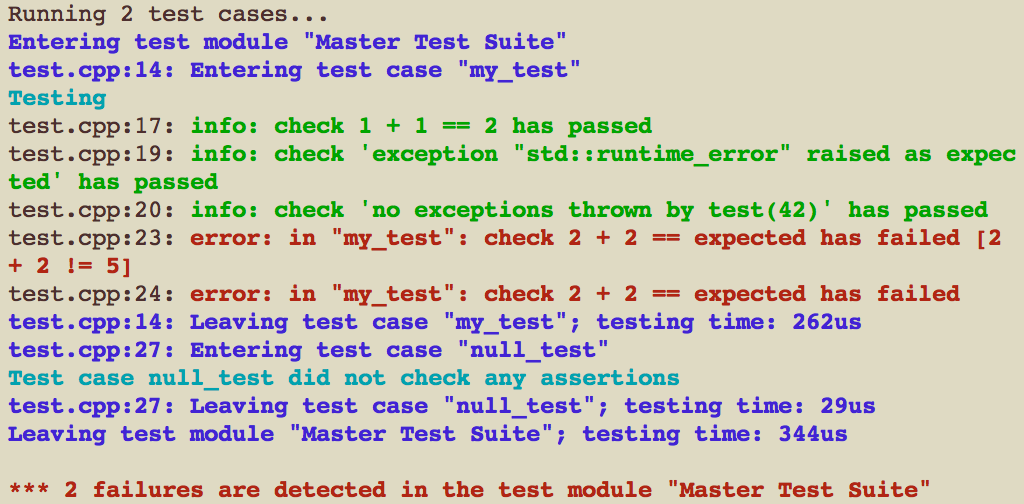 Running 2 test cases...
Entering test module "Master Test Suite"
test.cpp:14: Entering test case "my_test"
Testing
test.cpp:17: info: check 1 + 1 == 2 has passed
test.cpp:19: info: check 'exception "std::runtime_error" raised as expec
ted' has passed
test.cpp:20: info: check 'no exceptions thrown by test(42)' has passed
test.cpp:23: error: in "my_test": check 2 + 2 == expected has failed [2
+ 2 != 5]
test.cpp:24: error: in "my_test": check 2 + 2 == expected has failed
test.cpp:14: Leaving test case "my_test"; testing time: 262us
test.cpp:27: Entering test case "null_test"
Test case null_test did not check any assertions
test.cpp:27: Leaving test case "null_test"; testing time: 29us
Leaving test module "Master Test Suite"; testing time: 344us
*** 2 failures are detected in the test module "Master Test Suite"